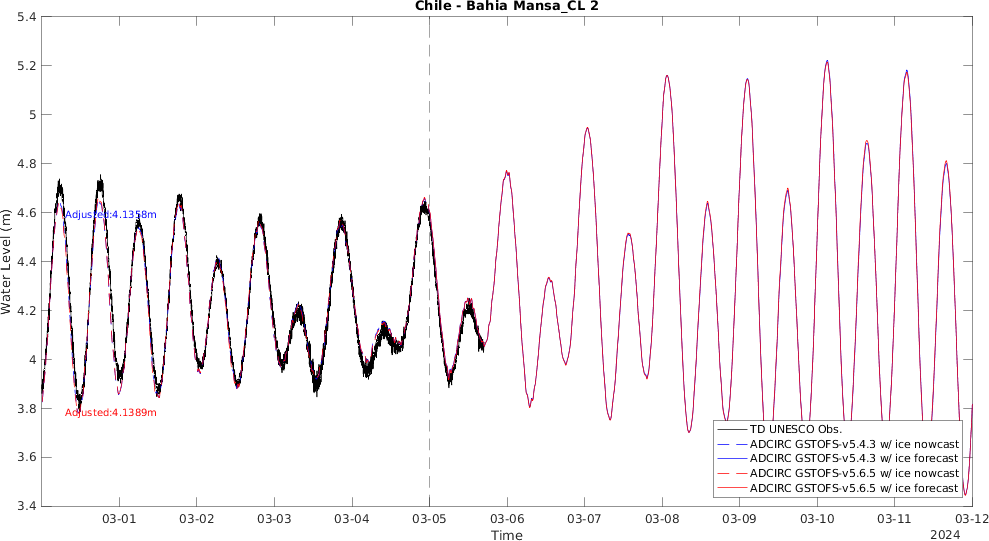 Chile - Bahia Mansa_CL 2
5.4
5.2
5
4.8
4.6
4.4
4.2
4
3.8
3.6
3.4
Water Level (m)
Adjusted:4.1358m
Adjusted:4.1389m
TD UNESCO Obs.
ADCIRC GSTOFS-v5.4.3 w/ ice nowcast
ADCIRC GSTOFS-v5.4.3 w/ ice forecast
ADCIRC GSTOFS-v5.6.5 w/ ice nowcast
ADCIRC GSTOFS-v5.6.5 w/ ice forecast
03-01 03-02 03-03 03-04 03-05 03-06 03-07 03-08 03-09 03-10 03-11 03-12
Time
2024